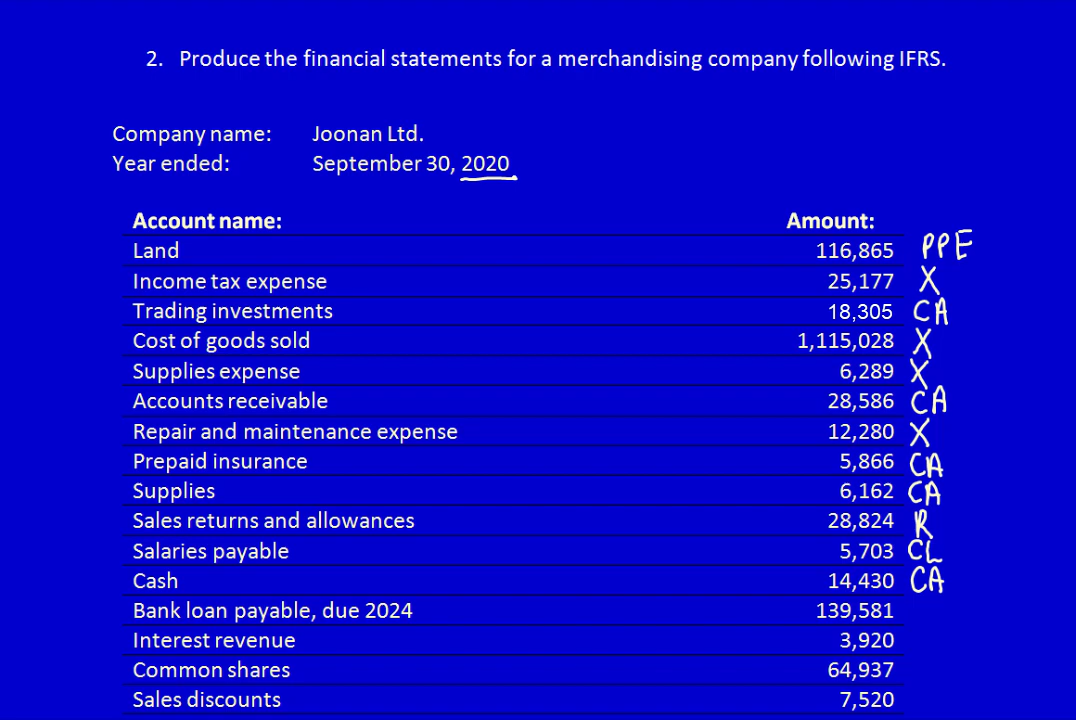 2. Produce the financial statements for a merchandising company following IFRS.
Company name: Joonan Ltd.
Year ended: September 30, 2020
Account name: Amount:
Land 116,865 PPE
Income tax expense 25,177 X
Trading investments 18,305 CA
Cost of goods sold 1,115,028 X
Supplies expense 6,289 X
Accounts receivable 28,586 CA
Repair and maintenance expense 12,280 X
Prepaid insurance 5,866 CA
Supplies 6,162 CA
Sales returns and allowances 28,824 R
Salaries payable 5,703 CL
Cash 14,430 CA
Bank loan payable, due 2024 139,581
Interest revenue 3,920
Common shares 64,937
Sales discounts 7,520